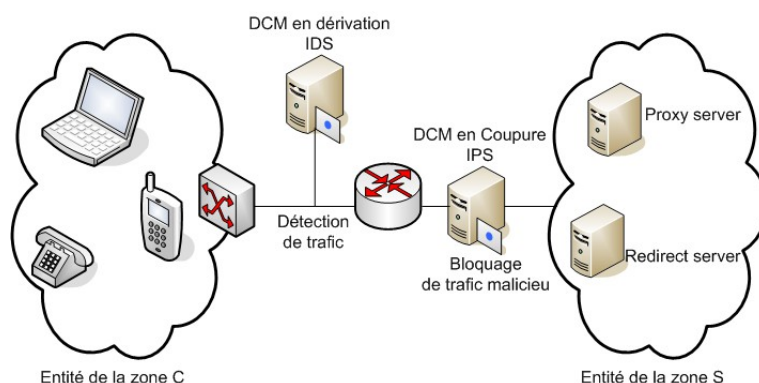 DCM en dérivation
IDS
Proxy server
DCM en Coupure
IPS
Détection
de trafic
Redirect server
Bloquage
de trafic malicieu
Entité de la zone C
Entité de la zone S